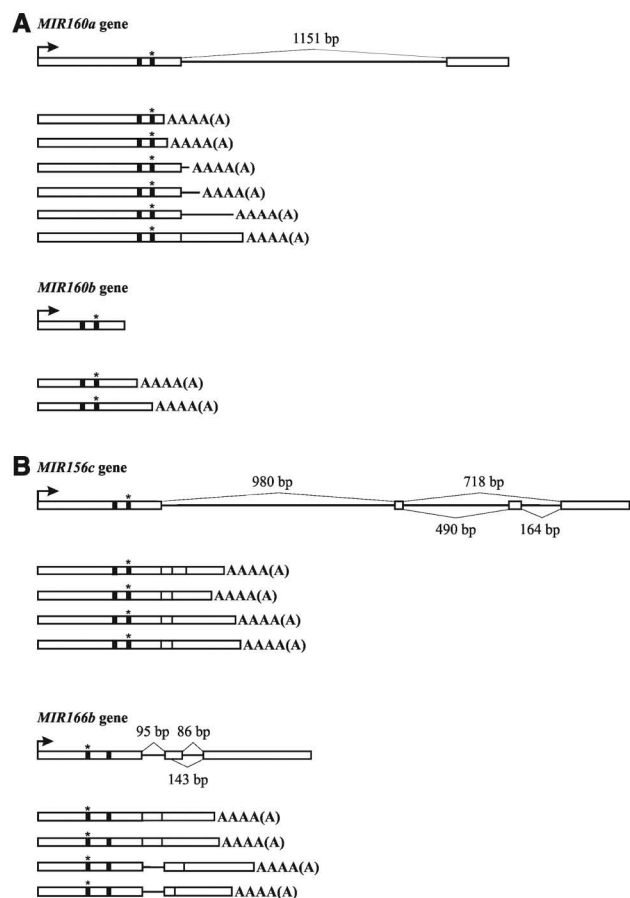 A
MIR160a gene
1151 bp
*
*
AAAA(A)
*
AAAA(A)
*
AAAA(A)
*
AAAA(A)
*
AAAA(A)
*
AAAA(A)
MIR160b gene
*
*
AAAA(A)
*
AAAA(A)
B
MIR156c gene
980 bp
718 bp
*
490 bp
164 bp
*
AAAA(A)
*
AAAA(A)
*
AAAA(A)
*
AAAA(A)
MIR166b gene
95 bp
86 bp
*
143 bp
*
AAAA(A)
*
AAAA(A)
*
AAAA(A)
*
AAAA(A)